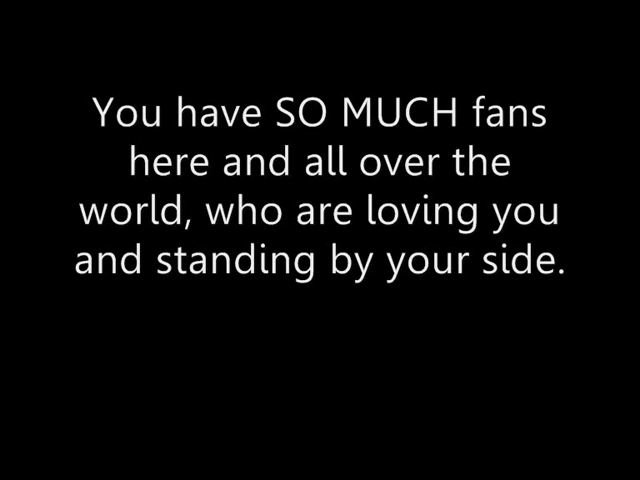 You have SO MUCH fans
here and all over the
world, who are loving you
and standing by your side.